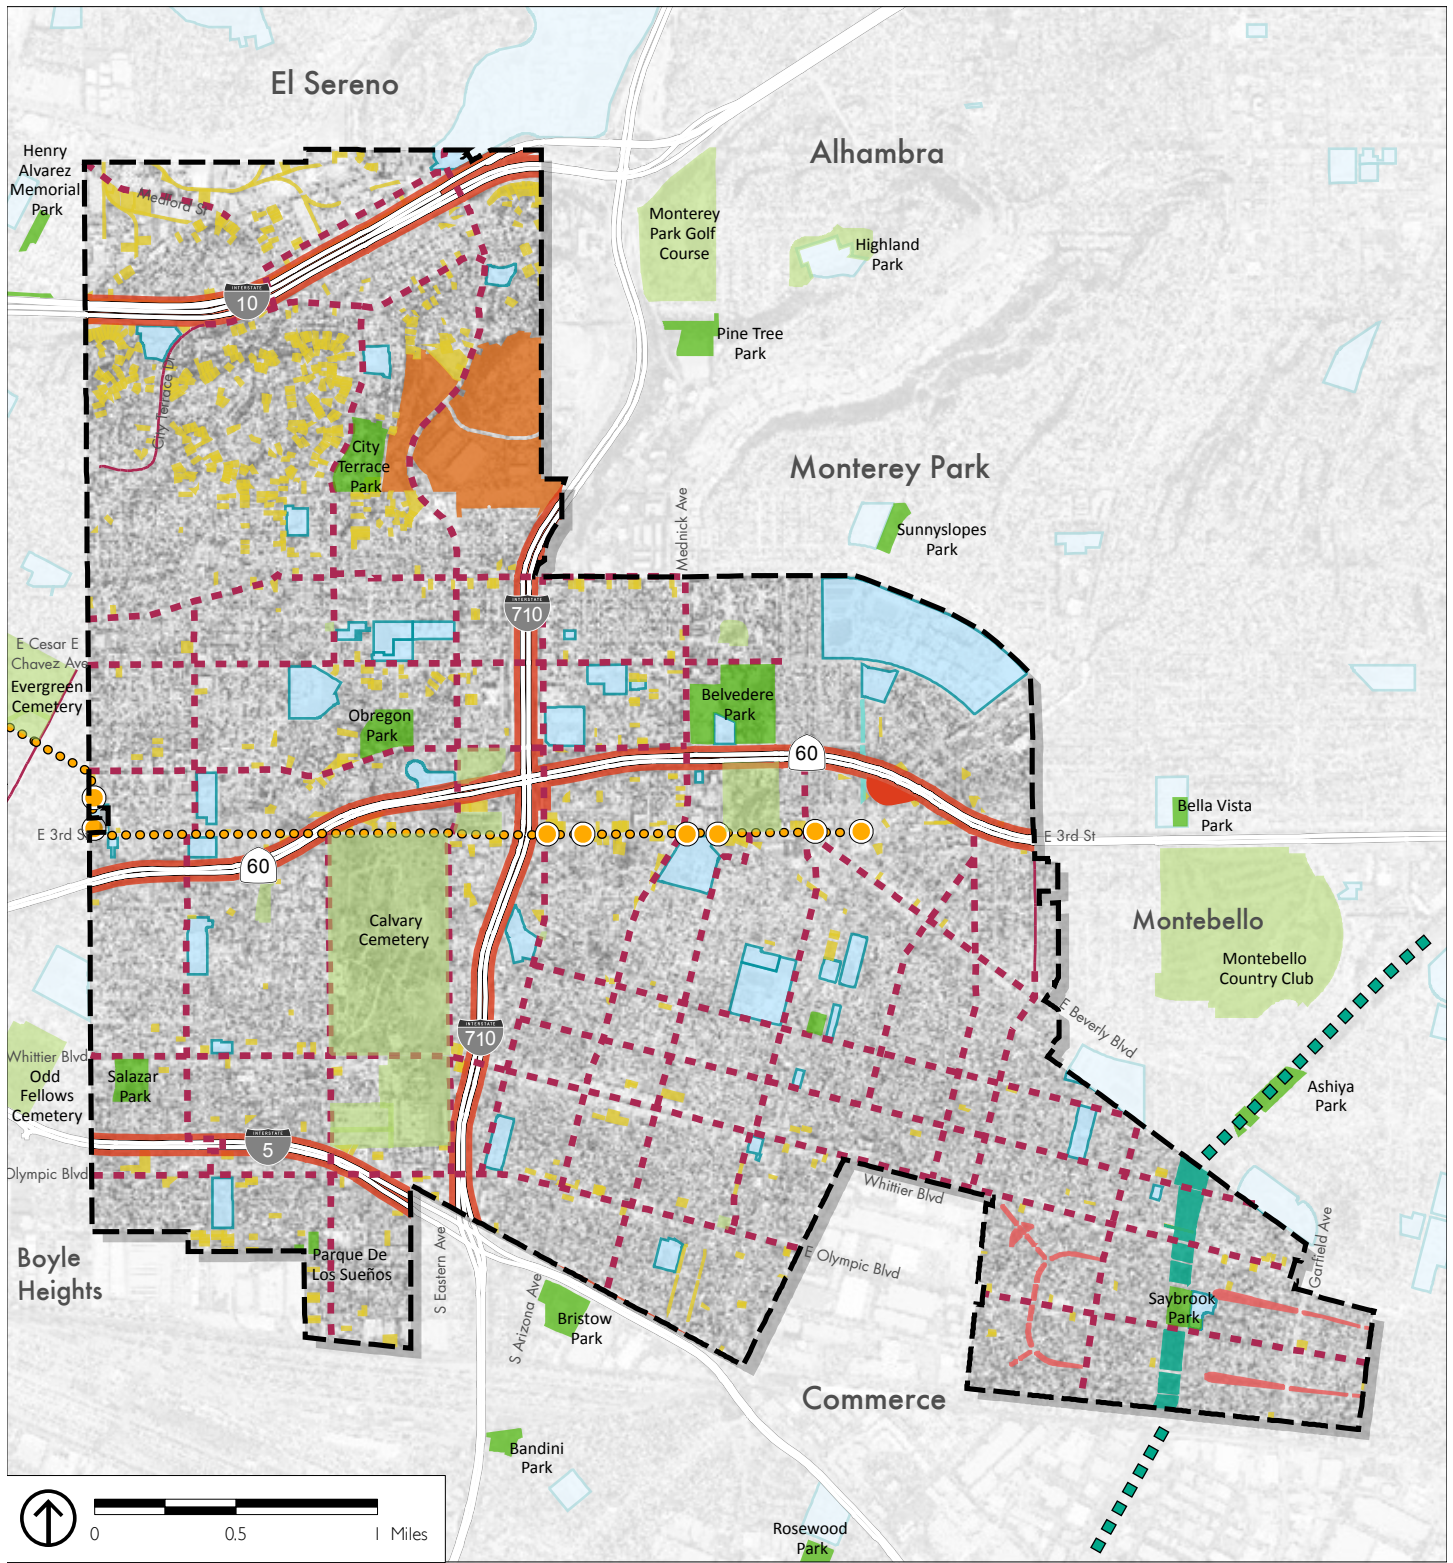 El Sereno
Henry
Alvarez
Memorial
Park
Medford St
Alhambra
Monterey
Park Golf
Course
Highland
Park
INTERSTATE
10
Pine Tree
Park
City Terrace Dr
City
Terrace
Park
Monterey Park
Mednick Ave
Sunnyslopes
Park
INTERSTATE
710
E Cesar E
Chavez Ave
Evergreen
Cemetery
Obregon
Park
Belvedere
Park
60
Bella Vista
Park
E 3rd St
E 3rd St
60
Calvary
Cemetery
Montebello
Montebello
Country Club
E Beverly Blvd
INTERSTATE
710
Whittier Blvd
Odd
Fellows
Cemetery
Salazar
Park
Ashiya
Park
INTERSTATE
5
Olympic Blvd
Whittier Blvd
Garfield Ave
Boyle
Heights
Parque De
Los Sueños
S Eastern Ave
S Arizona Ave
E Olympic Blvd
Saybrook
Park
Bristow
Park
Commerce
Bandini
Park
Rosewood
Park
0 0.5 1 Miles